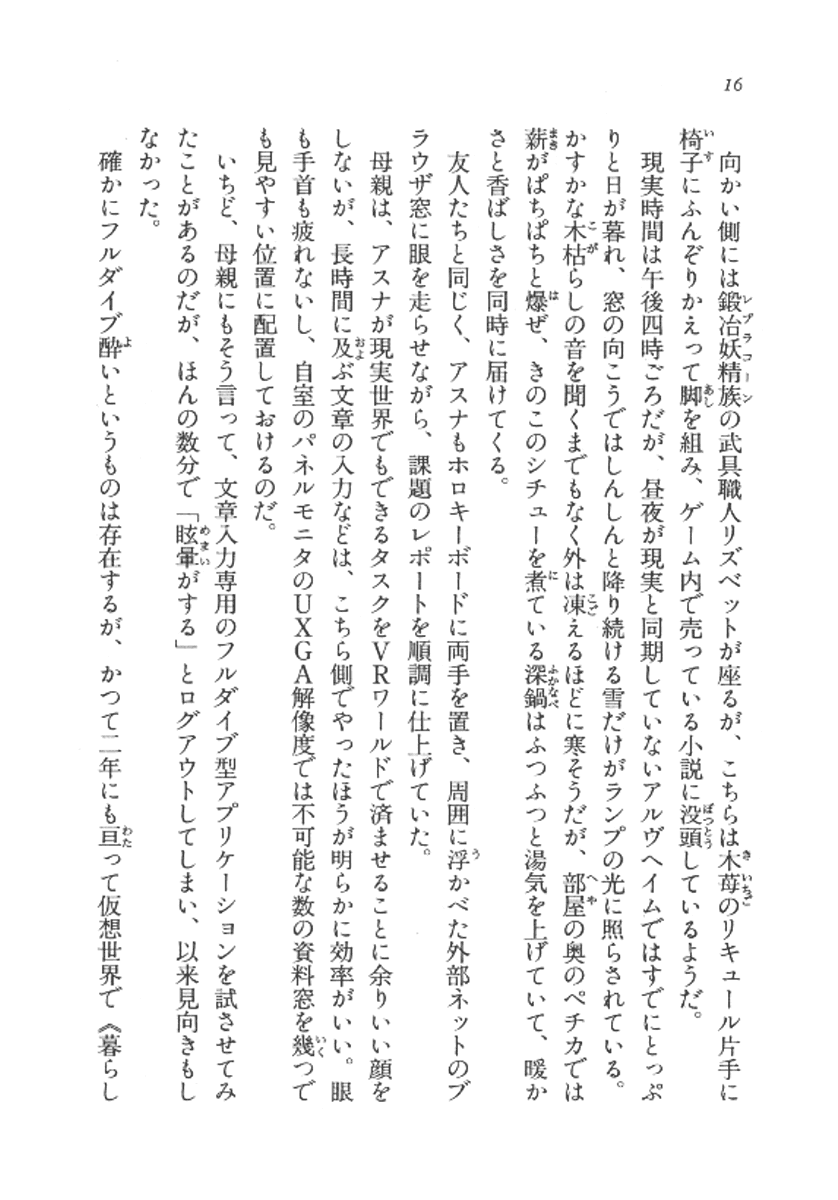 16
向かい側には鍛冶妖精族の武具職人リズベットが座るが、こちらは木苺のリキュール片手に
椅子にふんぞりかえって脚を組み、ゲーム内で売っている小説に没頭しているようだ。
現実時間は午後四時ごろだが、昼夜が現実と同期していないアルヴヘイムではすでにとっぷ
りと日が暮れ、窓の向こうではしんしんと降り続ける雪だけがランプの光に照らされている。
かすかな木枯らしの音を聞くまでもなく外は凍えるほどに寒そうだが、部屋の奥のペチカでは
薪がぱちぱちと爆ぜ、きのこのシチューを煮ている深鍋はふつふつと湯気を上げていて、暖か
さと香ばしさを同時に届けてくる。
友人たちと同じく、アスナもホロキーボードに両手を置き、周囲に浮かべた外部ネットのブ
ラウザ窓に眼を走らせながら、課題のレポートを順調に仕上げていた。
母親は、アスナが現実世界でもできるタスクをVRワールドで済ませることに余りいい顔を
しないが、長時間に及ぶ文章の入力などは、こちら側でやったほうが明らかに効率がいい。眼
も手首も疲れないし、自室のパネルモニタのUXGA解像度では不可能な数の資料窓を幾つで
も見やすい位置に配置しておけるのだ。
いちど、母親にもそう言って、文章入力専用のフルダイブ型アプリケーションを試させてみ
たことがあるのだが、ほんの数分で「眩暈がする」とログアウトしてしまい、以来見向きもし
なかった。
確かにフルダイブ酔いというものは存在するが、かつて二年にも亘って仮想世界で《暮らし